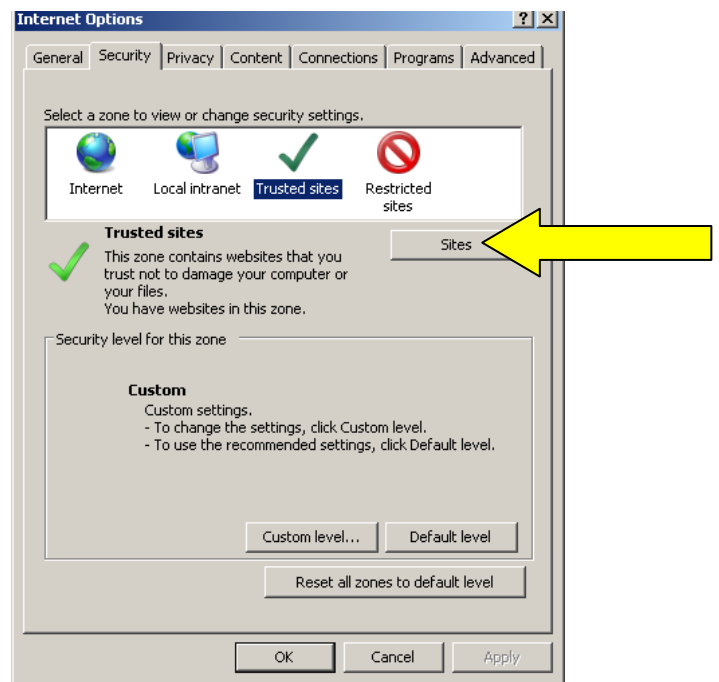 Internet Options
? X
General Security Privacy Content Connections Programs Advanced
Select a zone to view or change security settings.
Internet Local intranet Trusted sites Restricted
sites
Trusted sites
Sites
This zone contains websites that you
trust not to damage your computer or
your files.
You have websites in this zone.
Security level for this zone
Custom
Custom settings.
- To change the settings, click Custom level.
- To use the recommended settings, click Default level.
Custom level... Default level
Reset all zones to default level
OK Cancel Apply